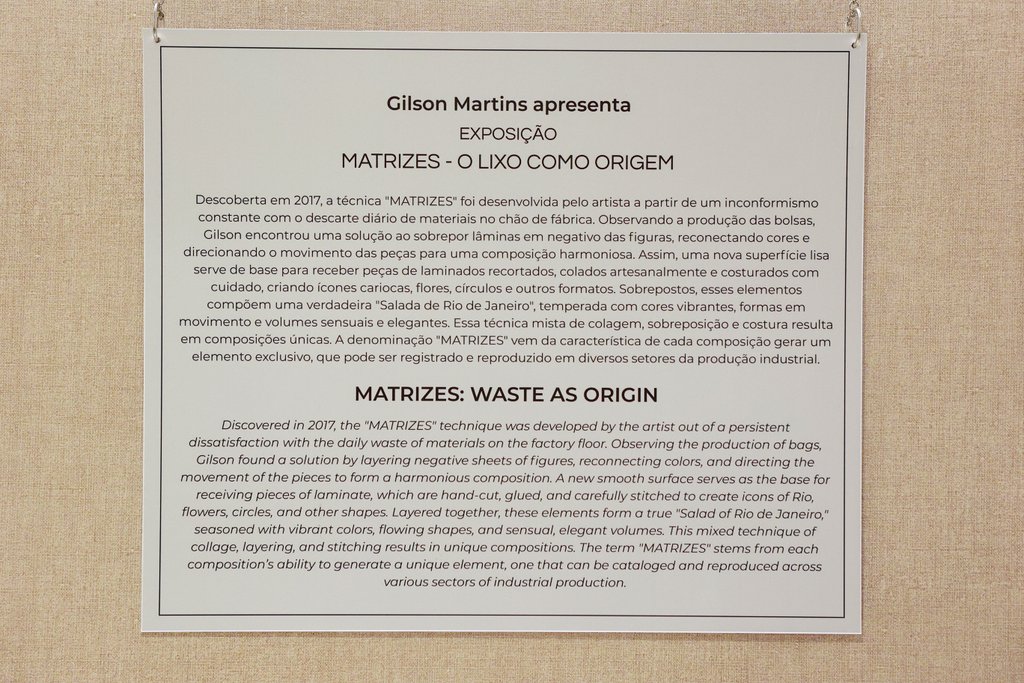 Gilson Martins apresenta
EXPOSIÇÃO
MATRIZES - O LIXO COMO ORIGEM
Descoberta em 2017, a técnica "MATRIZES" foi desenvolvida pelo artista a partir de um inconformismo
constante com o descarte diário de materiais no chão de fábrica. Observando a produção das bolsas,
Gilson encontrou uma solução ao sobrepor lâminas em negativo das figuras, reconectando cores e
direcionando o movimento das peças para uma composição harmoniosa. Assim, uma nova superfície lisa
serve de base para receber peças de laminados recortados, colados artesanalmente e costurados com
cuidado, criando ícones cariocas, flores, círculos e outros formatos. Sobrepostos, esses elementos
compõem uma verdadeira "Salada de Rio de Janeiro", temperada com cores vibrantes, formas em
movimento e volumes sensuais e elegantes. Essa técnica mista de colagem, sobreposição e costura resulta
em composições únicas. A denominação "MATRIZES" vem da característica de cada composição gerar um
elemento exclusivo, que pode ser registrado e reproduzido em diversos setores da produção industrial.
MATRIZES: WASTE AS ORIGIN
Discovered in 2017, the "MATRIZES" technique was developed by the artist out of a persistent
dissatisfaction with the daily waste of materials on the factory floor. Observing the production of bags,
Gilson found a solution by layering negative sheets of figures, reconnecting colors, and directing the
movement of the pieces to form a harmonious composition. A new smooth surface serves as the base for
receiving pieces of laminate, which are hand-cut, glued, and carefully stitched to create icons of Rio,
flowers, circles, and other shapes. Layered together, these elements form a true "Salad of Rio de Janeiro,"
seasoned with vibrant colors, flowing shapes, and sensual, elegant volumes. This mixed technique of
collage, layering, and stitching results in unique compositions. The term "MATRIZES" stems from each
composition's ability to generate a unique element, one that can be cataloged and reproduced across
various sectors of industrial production.